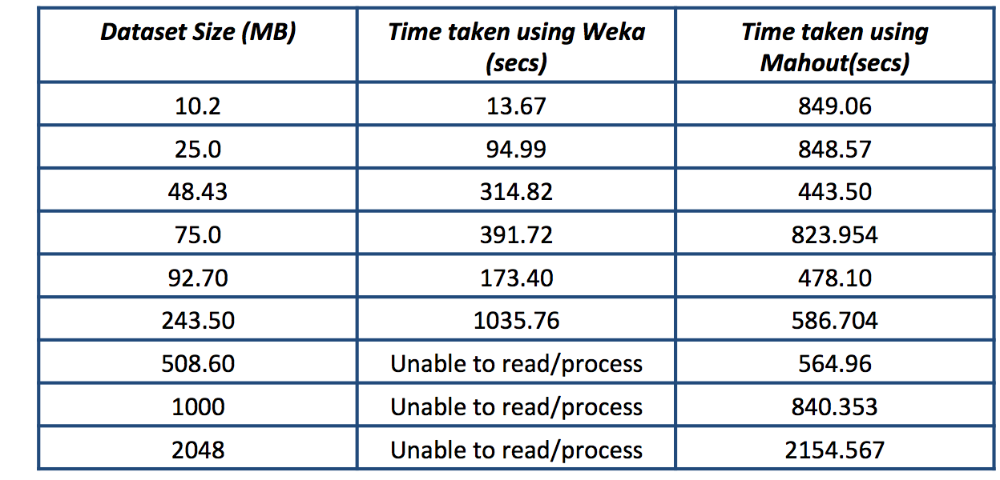 Dataset Size (MB) Time taken using Weka (secs) Time taken using Mahout(secs)
10.2 13.67 849.06
25.0 94.99 848.57
48.43 314.82 443.50
75.0 391.72 823.954
92.70 173.40 478.10
243.50 1035.76 586.704
508.60 Unable to read/process 564.96
1000 Unable to read/process 840.353
2048 Unable to read/process 2154.567